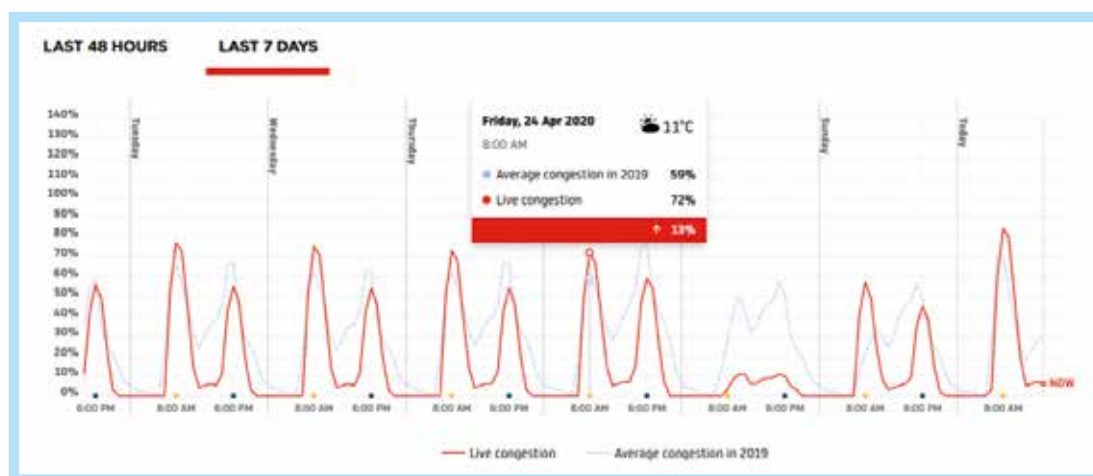 LAST 48 HOURS LAST 7 DAYS
140%
130%
120%
110%
100%
90%
80%
70%
60%
50%
40%
30%
20%
10%
0%
Tuesday
Wednesday
Thursday
Sunday
Today
Friday, 24 Apr 2020 11°C
8:00 AM
Average congestion in 2019 59%
Live congestion 72%
↑ 13%
NOW
6:00 PM 8:00 AM 6:00 PM 8:00 AM 6:00 PM 8:00 AM 6:00 PM 8:00 AM 6:00 PM 8:00 AM 6:00 PM 8:00 AM 6:00 PM 8:00 AM
Live congestion Average congestion in 2019